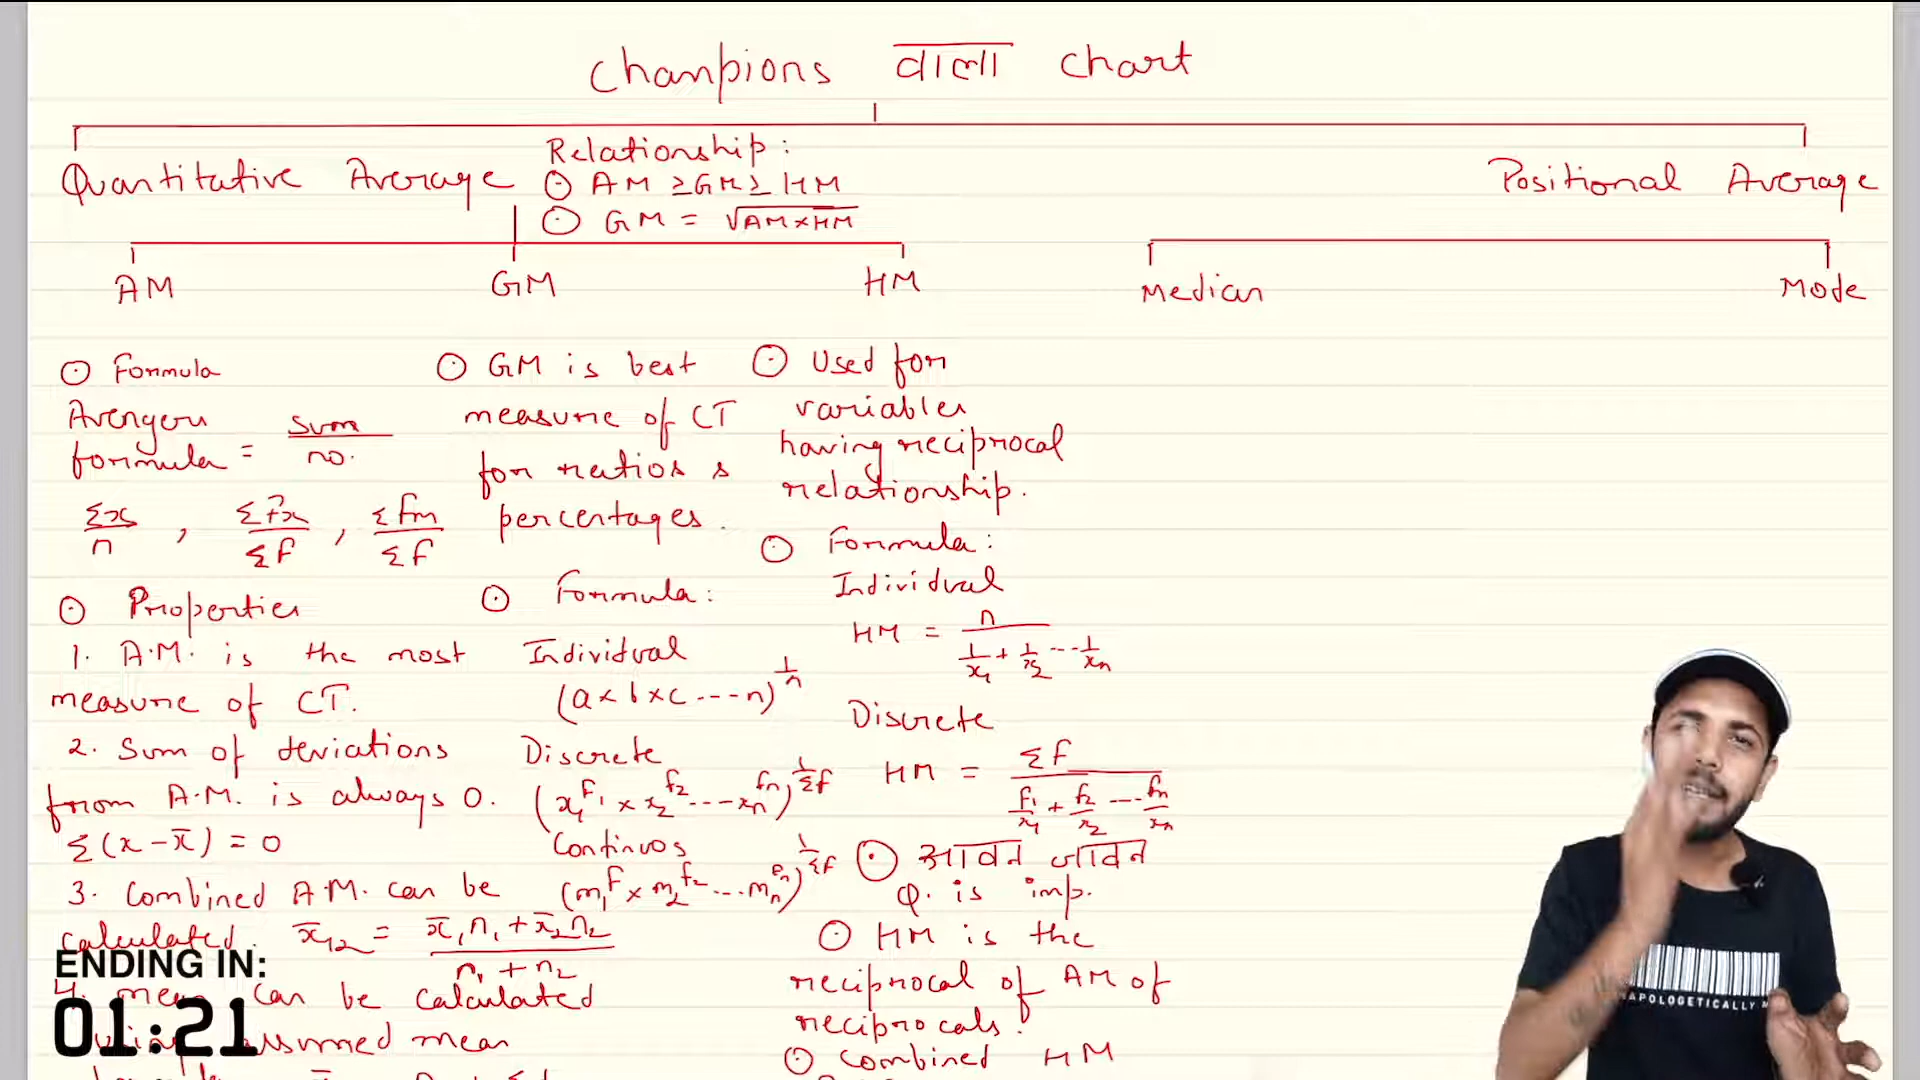 Champions वाला chart
Quantitative Average
Relationship:
⊙ AM ≥ GM ≥ HM
⊙ GM = √AM×HM
Positional Average
AM
GM
HM
Median
Mode
⊙ Formula
Avengers
formula = sum/no.
Σx/n , Σfx/Σf , Σfm/Σf
⊙ Properties
1. A.M. is the most
measure of CT.
2. Sum of deviations
from A.M. is always 0.
Σ(x-x̄) = 0
3. Combined A.M. can be
calculated. x̄₁₂ = x̄₁n₁+x̄₂n₂/n₁+n₂
4. mean can be calculated
assumed mean
⊙ GM is best
measure of CT
for ratios &
percentages.
⊙ Formula:
Individual
(a×b×c----n)^1/n
Discrete
(x₁^f₁ × x₂^f₂ ---- xₙ^fₙ)^1/Σf
Continuos
(m₁^f × m₂^f₂ ---- mₙ^fₙ)^1/Σf
⊙ Used for
variables
having reciprocal
relationship.
⊙ Formula:
Individual
HM = n/1/x₁ + 1/x₂ --- 1/xₙ
Discrete
HM = Σf/f₁/x₁ + f₂/x₂ ---- fₙ/xₙ
⊙ आवन जावन
Q. is imp.
⊙ HM is the
reciprocal of AM of
reciprocals.
⊙ Combined HM
ENDING IN:
01:21